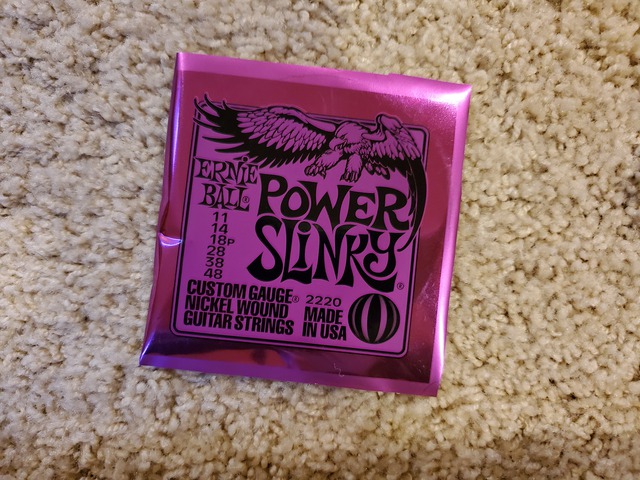 ERNiE
BALL®
POWER
SLiNKY®
11
14
18P
28
38
48
CUSTOM GAUGE®
NICKEL WOUND
GUITAR STRINGS
2220
MADE
IN USA